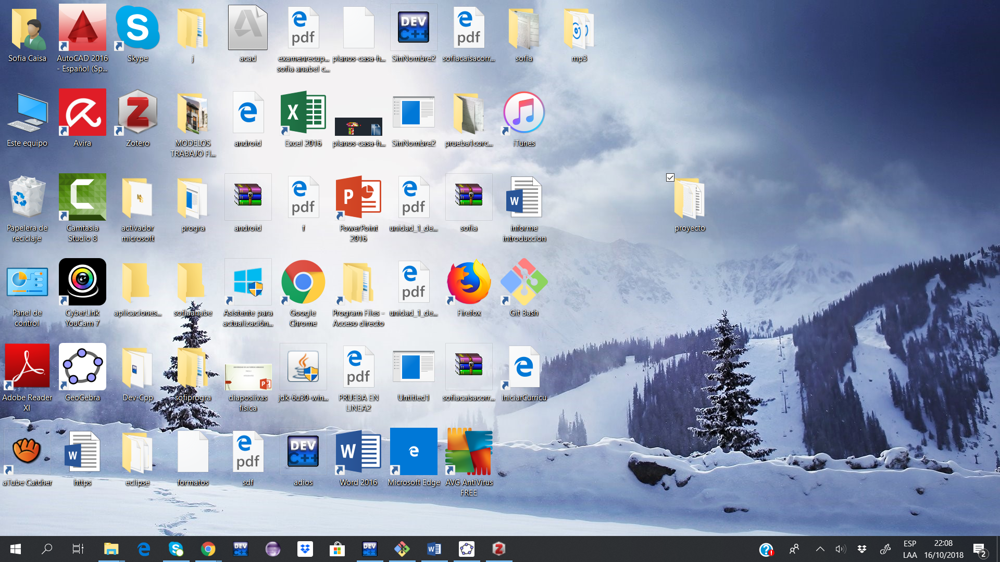 Sofia Caisa
AutoCAD 2016
- Español (Sp...
Skype
j
acad
examenrecup...
sofia anabel c...
planos-casa-h...
SinNombre2
sofiacaisacorr...
sofia
mp3
Este equipo
Avira
Zotero
MODELOS
TRABAJO FI...
android
Excel 2016
planos-casa-h...
SinNombre2
prueba1corc...
iTunes
Papelera de
reciclaje
Camtasia
Studio 8
activador
microsoft
progra
android
f
PowerPoint
2016
unidad_1_de...
sofia
informe
introduccion
proyecto
Panel de
control
CyberLink
YouCam 7
aplicaciones...
sofiaanabe
Asistente para
actualización...
Google
Chrome
Program Files -
Acceso directo
unidad_1_de...
Firefox
Git Bash
Adobe Reader
XI
GeoGebra
Dev-Cpp
sofiprogra
diaposiivas
fisica
jdk-6u30-win...
PRUEBA EN
LINEA2
Untitled1
sofiacaisacorr...
IniciarCurricu
aTube Catcher
https
eclipse
formatos
sdf
adios
Word 2016
Microsoft Edge
AVG AntiVirus
FREE
ESP
LAA
22:08
16/10/2018
2